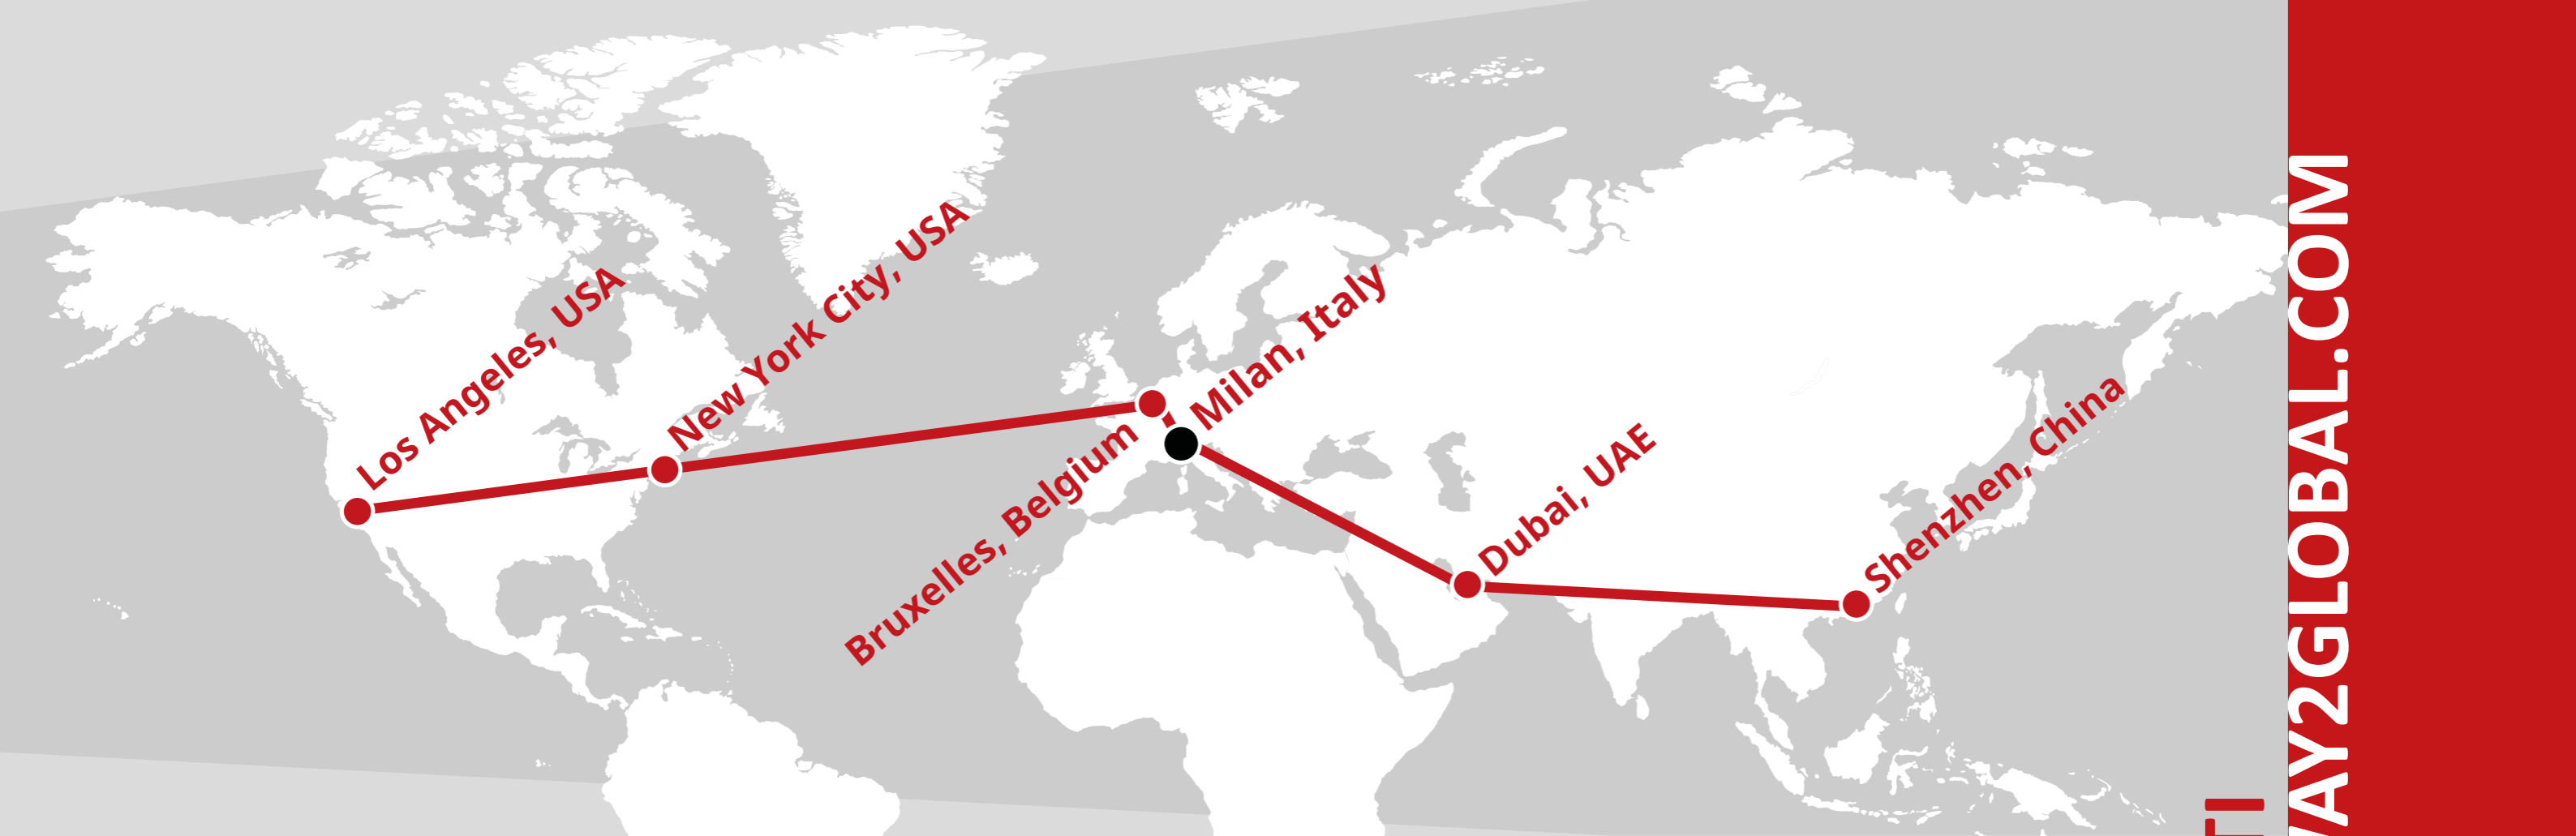 Los Angeles, USA
New York City, USA
Bruxelles, Belgium
Milan, Italy
Dubai, UAE
Shenzhen, China
AY2GLOBAL.COM